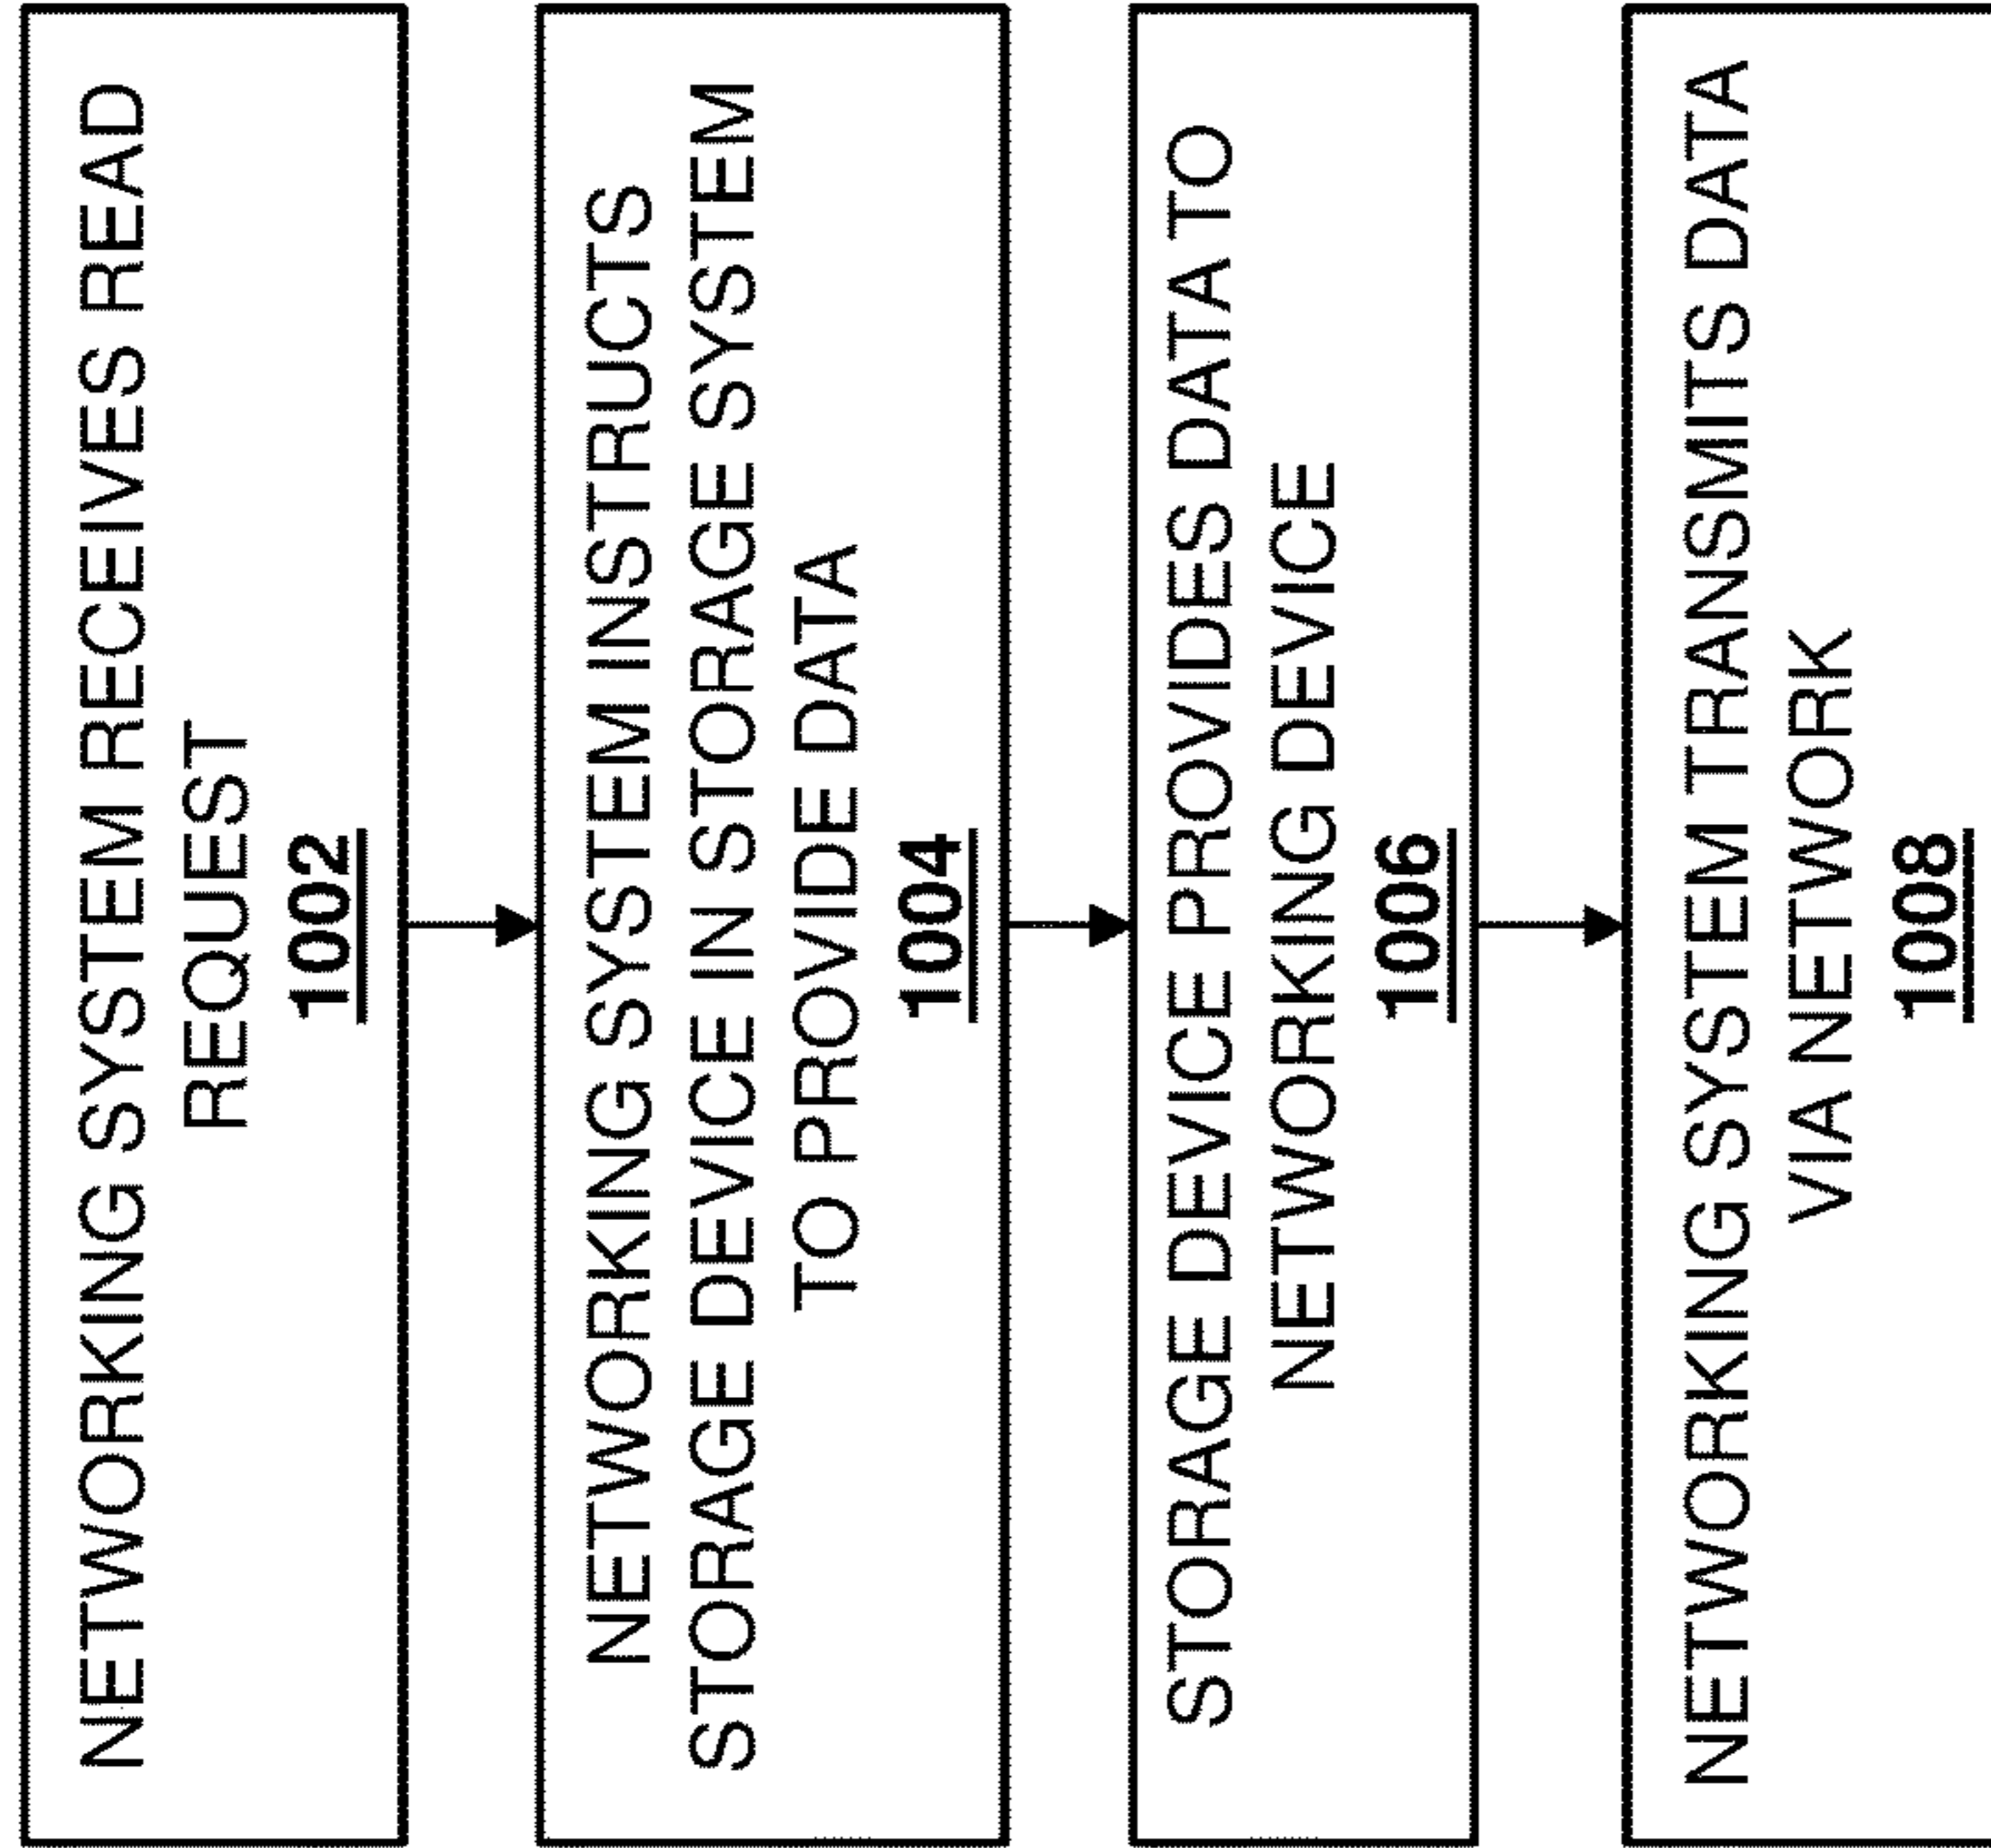 NETWORKING SYSTEM RECEIVES READ
REQUEST
1002
NETWORKING SYSTEM INSTRUCTS
STORAGE DEVICE IN STORAGE SYSTEM
TO PROVIDE DATA
1004
STORAGE DEVICE PROVIDES DATA TO
NETWORKING DEVICE
1006
NETWORKING SYSTEM TRANSMITS DATA
VIA NETWORK
1008